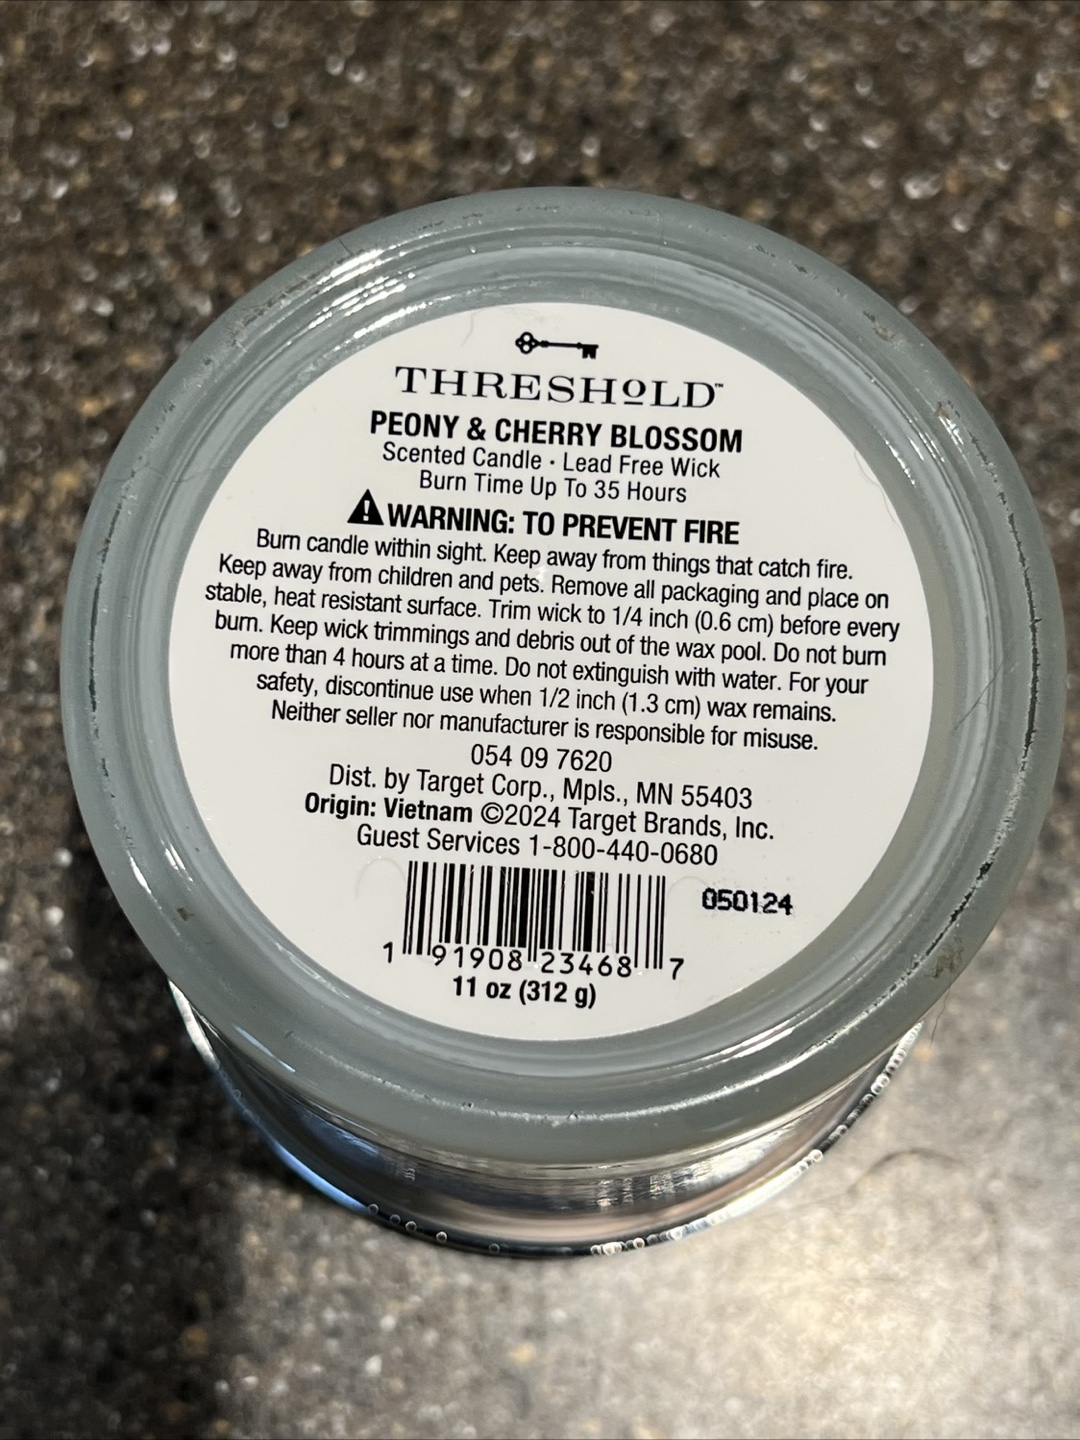 THRESHOLD™
PEONY & CHERRY BLOSSOM
Scented Candle · Lead Free Wick
Burn Time Up To 35 Hours
WARNING: TO PREVENT FIRE
Burn candle within sight. Keep away from things that catch fire.
Keep away from children and pets. Remove all packaging and place on
stable, heat resistant surface. Trim wick to 1/4 inch (0.6 cm) before every
burn. Keep wick trimmings and debris out of the wax pool. Do not burn
more than 4 hours at a time. Do not extinguish with water. For your
safety, discontinue use when 1/2 inch (1.3 cm) wax remains.
Neither seller nor manufacturer is responsible for misuse.
054 09 7620
Dist. by Target Corp., Mpls., MN 55403
Origin: Vietnam ©2024 Target Brands, Inc.
Guest Services 1-800-440-0680
050124
1 91908 23468 7
11 oz (312 g)